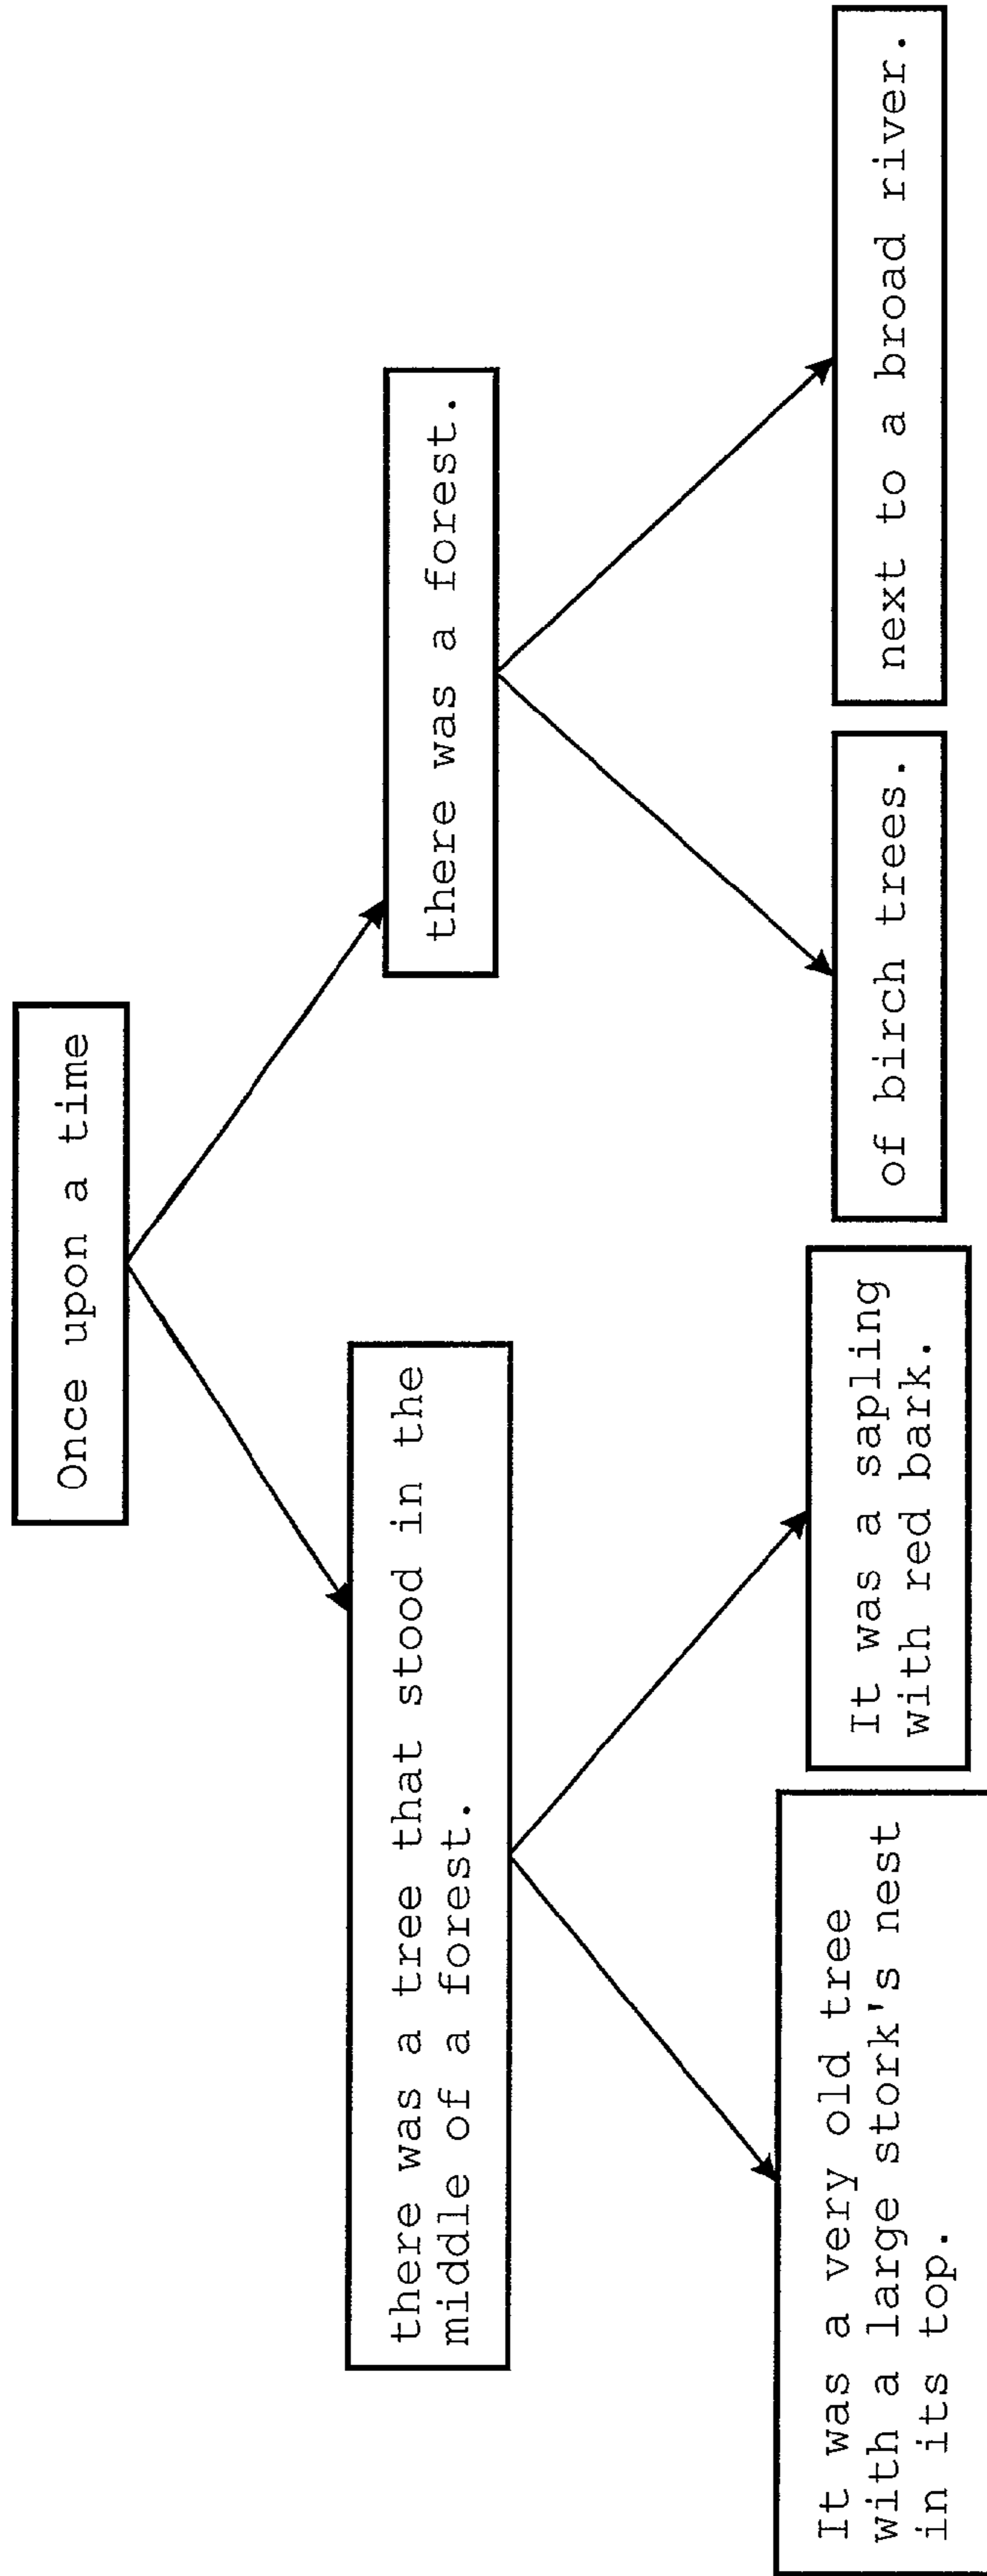 Once upon a time
there was a tree that stood in the
middle of a forest.
there was a forest.
It was a very old tree
with a large stork's nest
in its top.
It was a sapling
with red bark.
of birch trees.
next to a broad river.